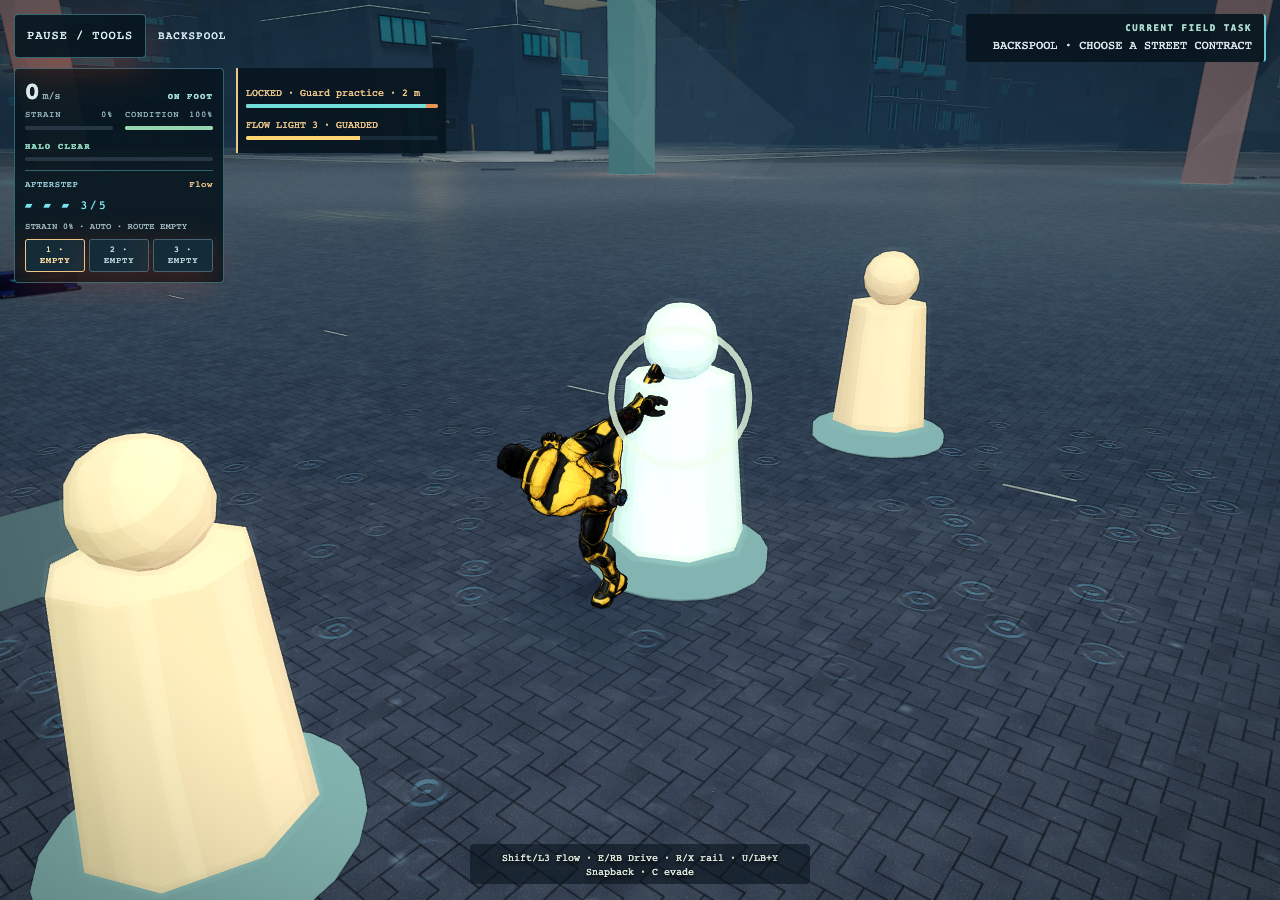 PAUSE / TOOLS
BACKSPOOL
CURRENT FIELD TASK
BACKSPOOL · CHOOSE A STREET CONTRACT
0 m/s
ON FOOT
STRAIN 0%
CONDITION 100%
HALO CLEAR
AFTERSTEP
Flow
3/5
STRAIN 0% · AUTO · ROUTE EMPTY
1 ·
EMPTY
2 ·
EMPTY
3 ·
EMPTY
LOCKED · Guard practice · 2 m
FLOW LIGHT 3 · GUARDED
Shift/L3 Flow · E/RB Drive · R/X rail · U/LB+Y
Snapback · C evade